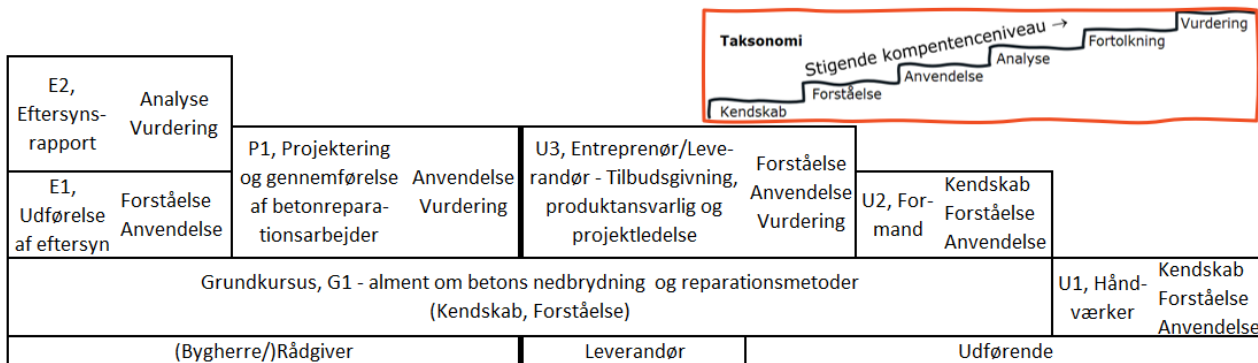 Taksonomi
Stigende kompentenceniveau →
Kendskab
Forståelse
Anvendelse
Analyse
Fortolkning
Vurdering
E2,
Eftersyns-
rapport
Analyse
Vurdering
E1,
Udførelse
af eftersyn
Forståelse
Anvendelse
P1, Projektering
og gennemførelse
af betonrepara-
tionsarbejder
Anvendelse
Vurdering
U3, Entreprenør/Leve-
randør - Tilbudsgivning,
produktansvarlig og
projektledelse
Forståelse
Anvendelse
Vurdering
U2, For-
mand
Kendskab
Forståelse
Anvendelse
Grundkursus, G1 - alment om betons nedbrydning og reparationsmetoder
(Kendskab, Forståelse)
U1, Hånd-
værker
Kendskab
Forståelse
Anvendelse
(Bygherre/)Rådgiver
Leverandør
Udførende